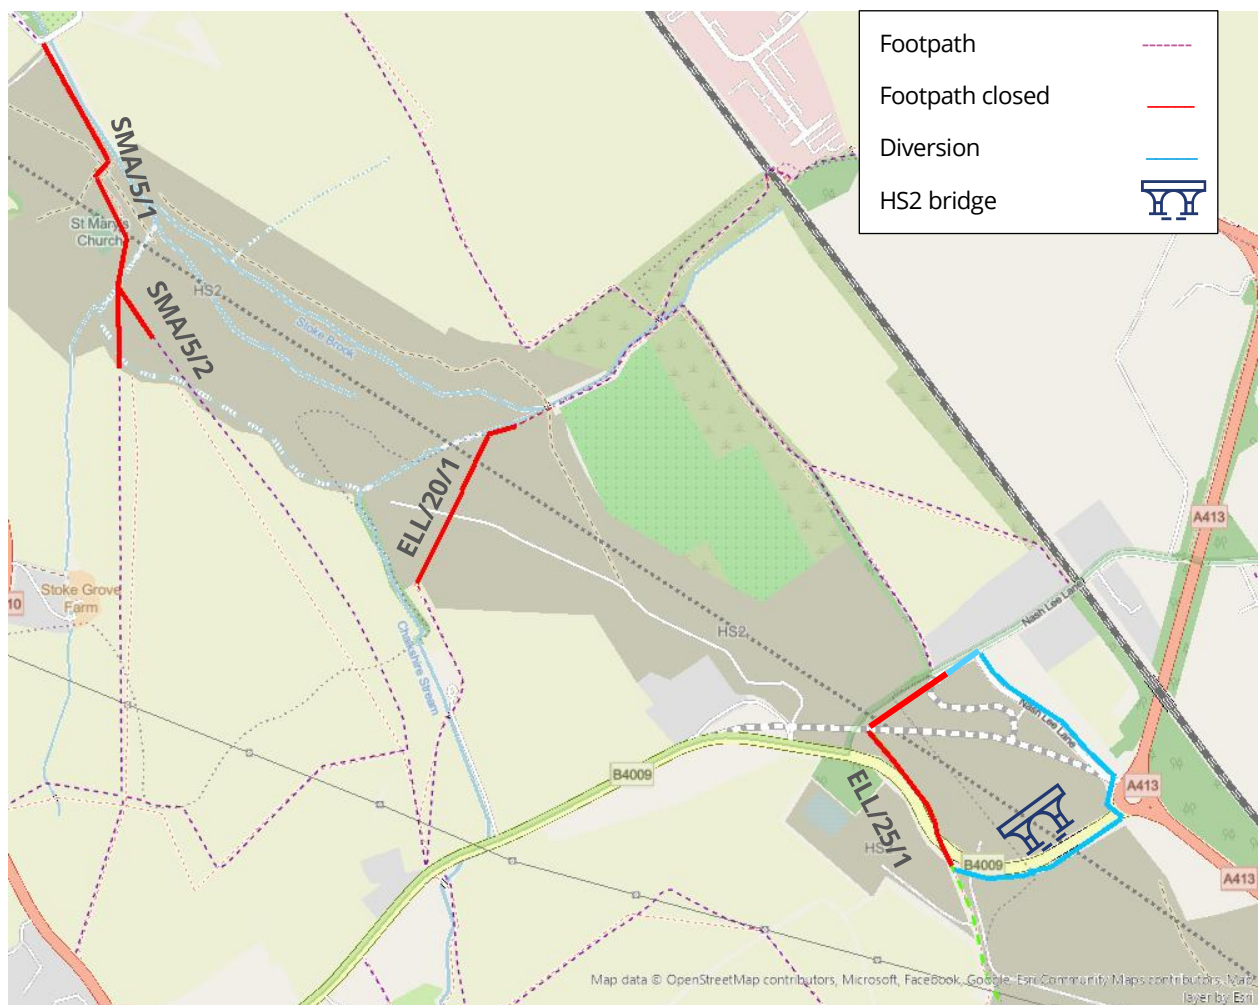 Footpath
Footpath closed
Diversion
HS2 bridge
SMA/5/1
St Mary's
Church
HS2
SMA/5/2
Stoke Brook
ELL/20/1
A413
Stoke Grove
Farm
10
Chalkshire Stream
Nash Lee Lane
HS2
Nash Lee Lane
B4009
A413
ELL/25/1
B4009
A413
Map data © OpenStreetMap contributors, Microsoft, Facebook, Google, Esri Community Maps contributors, Map
layer by Esri